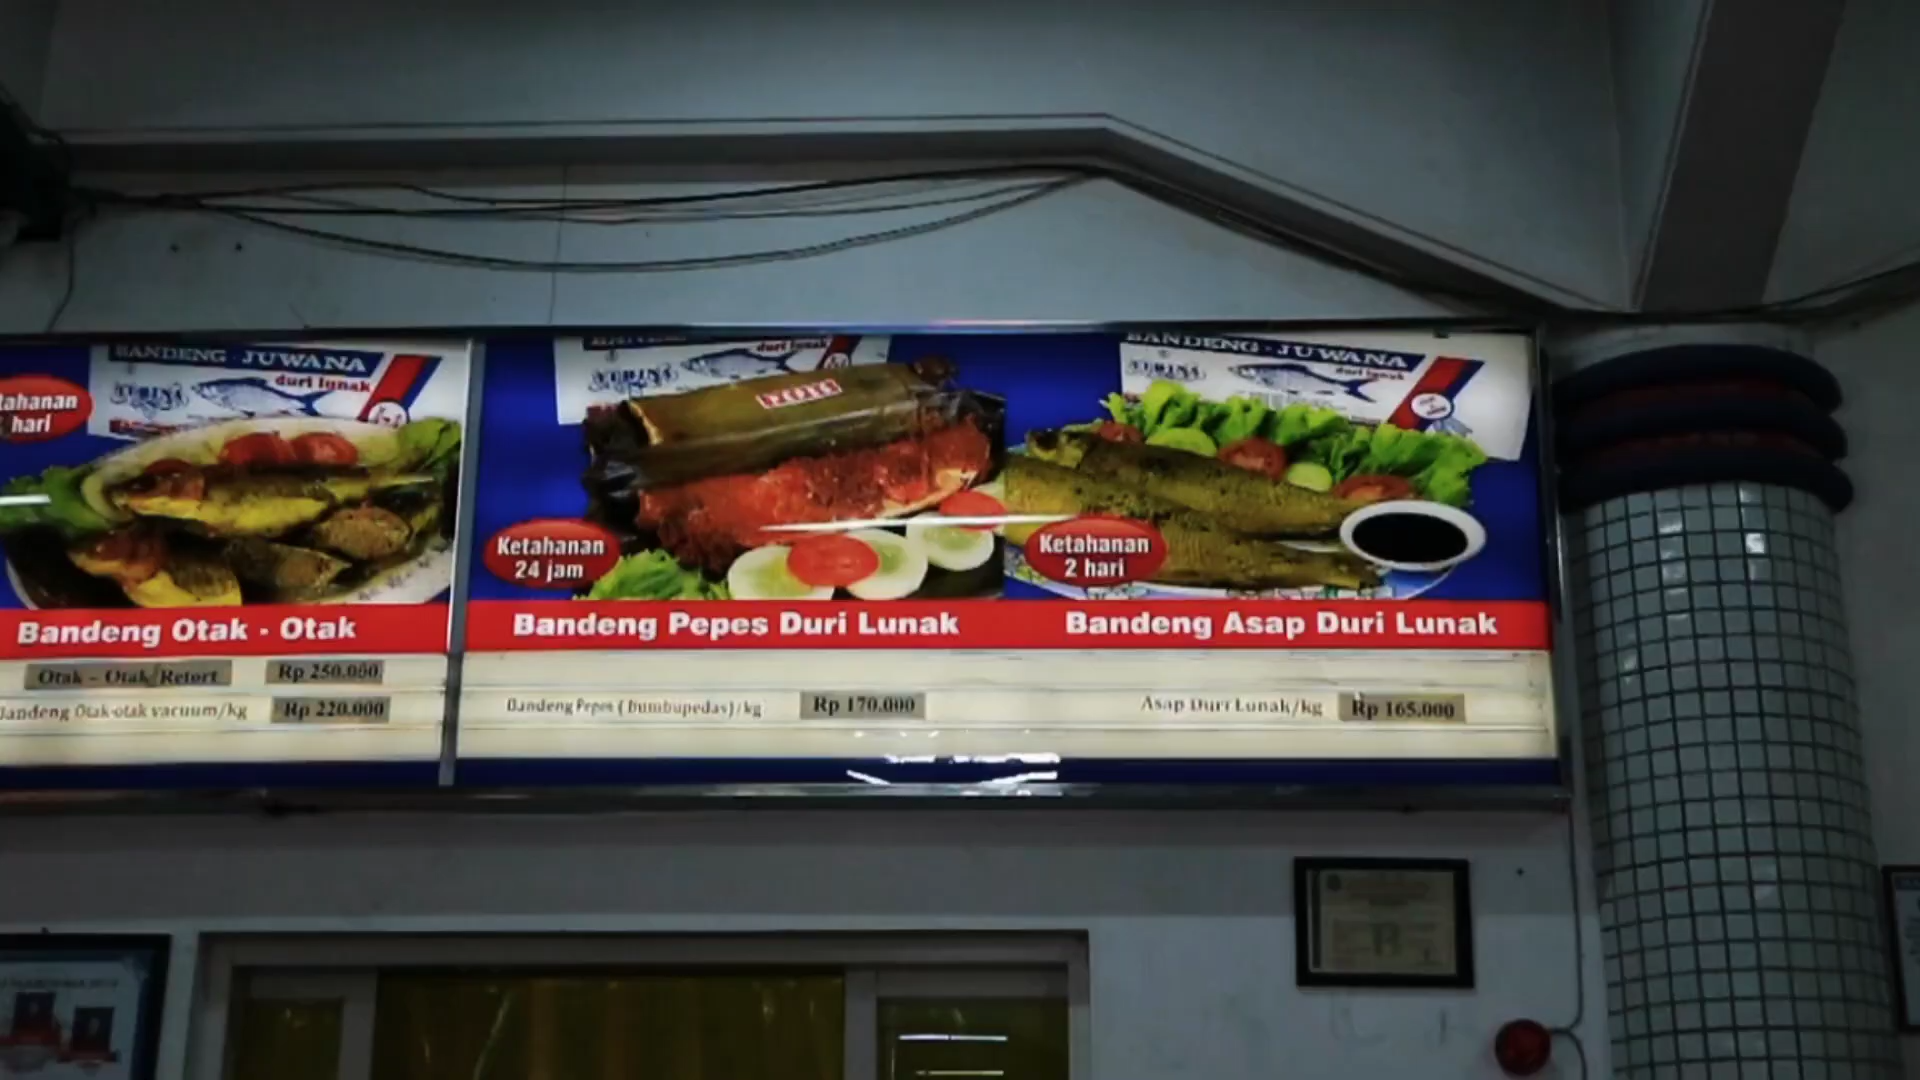 BANDENG - JUWANA
duri lunak
tahanan
hari
Bandeng Otak - Otak
Otak - Otak Retort Rp 250.000
Bandeng Otak-otak vacuum/kg Rp 220.000
duri lunak
Ketahanan
24 jam
Bandeng Pepes Duri Lunak
Bandeng Pepes ( bumbupedas)/kg Rp 170.000
BANDENG - JUWANA
duri lunak
Ketahanan
2 hari
Bandeng Asap Duri Lunak
Asap Duri Lunak/kg Rp 165.000